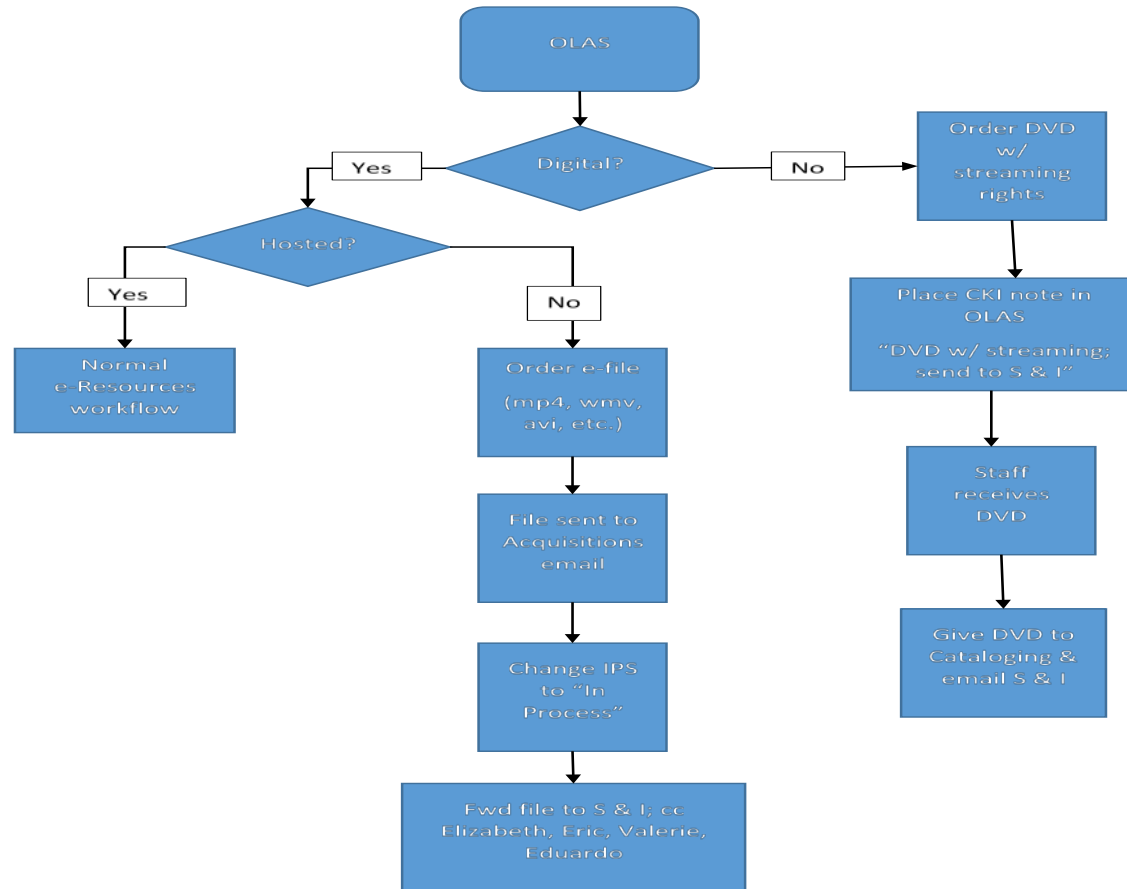 OLAS
Digital?
Yes
No
Order DVD
w/
streaming
rights
Hosted?
Yes
No
Normal
e-Resources
workflow
Order e-file
(mp4, wmv,
avi, etc.)
File sent to
Acquisitions
email
Change IPS
to “In
Process”
Fwd file to S & I; cc
Elizabeth, Eric, Valerie,
Eduardo
Place CKI note in
OLAS
“DVD w/ streaming;
send to S & I”
Staff
receives
DVD
Give DVD to
Cataloging &
email S & I